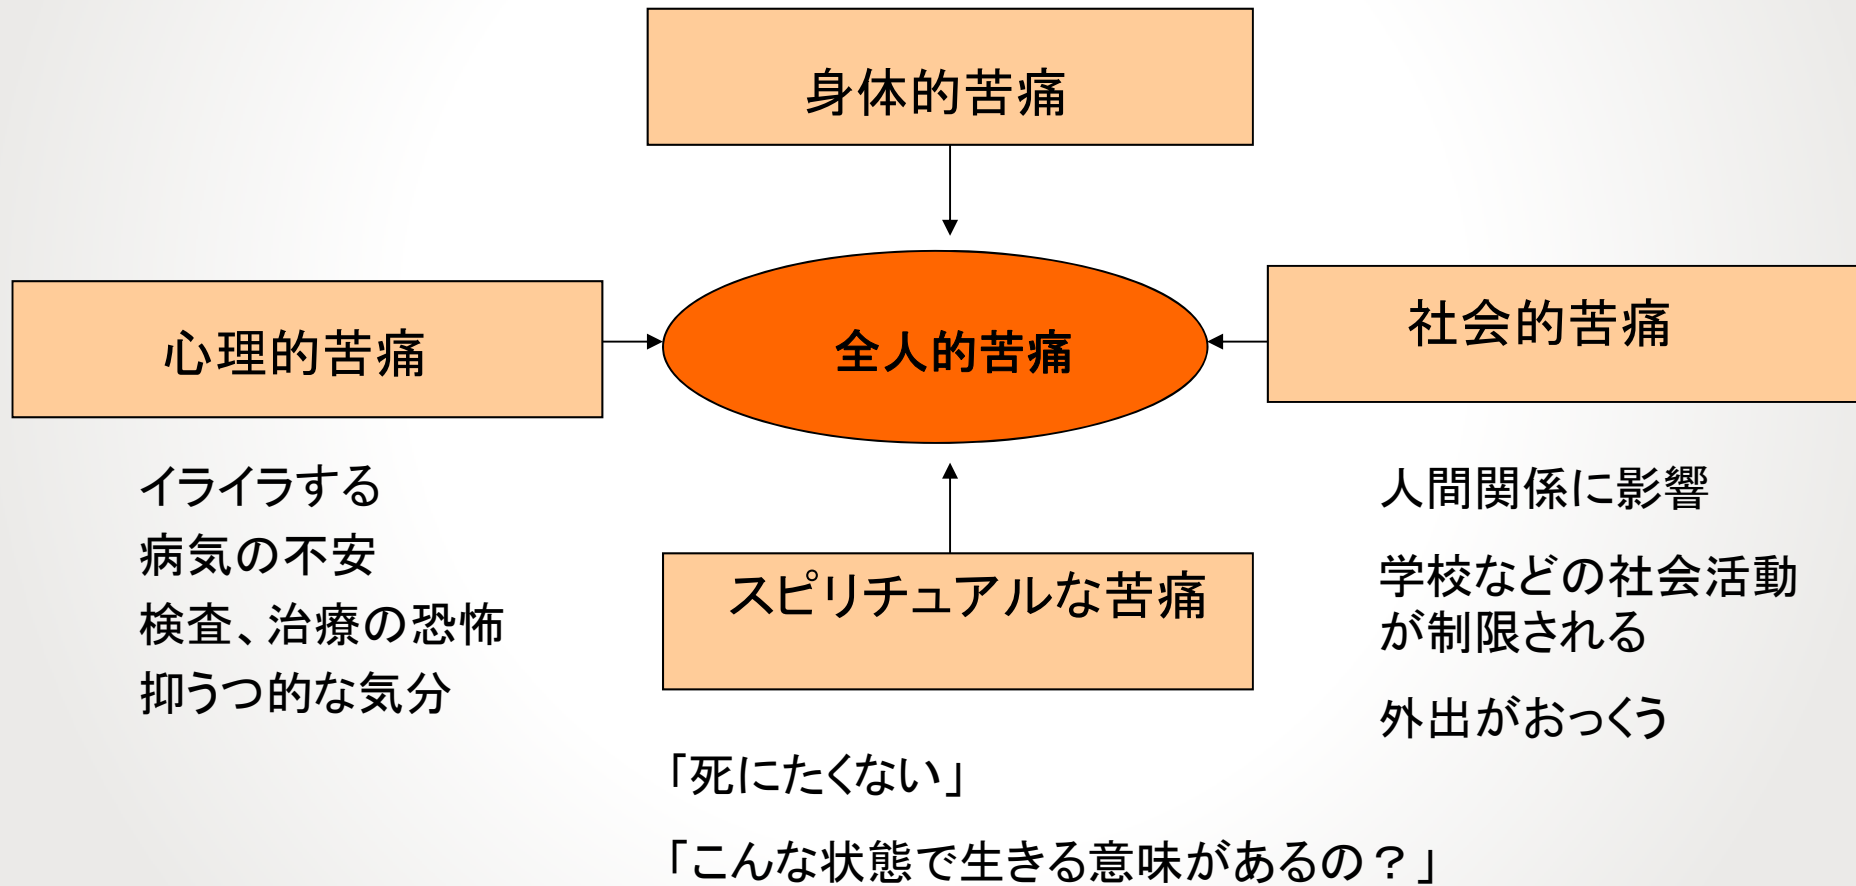 身体的苦痛
心理的苦痛
全人的苦痛
社会的苦痛
イライラする
病気の不安
検査、治療の恐怖
抑うつ的な気分
スピリチュアルな苦痛
「死にたくない」
「こんな状態で生きる意味があるの？」
人間関係に影響
学校などの社会活動
が制限される
外出がおっくう